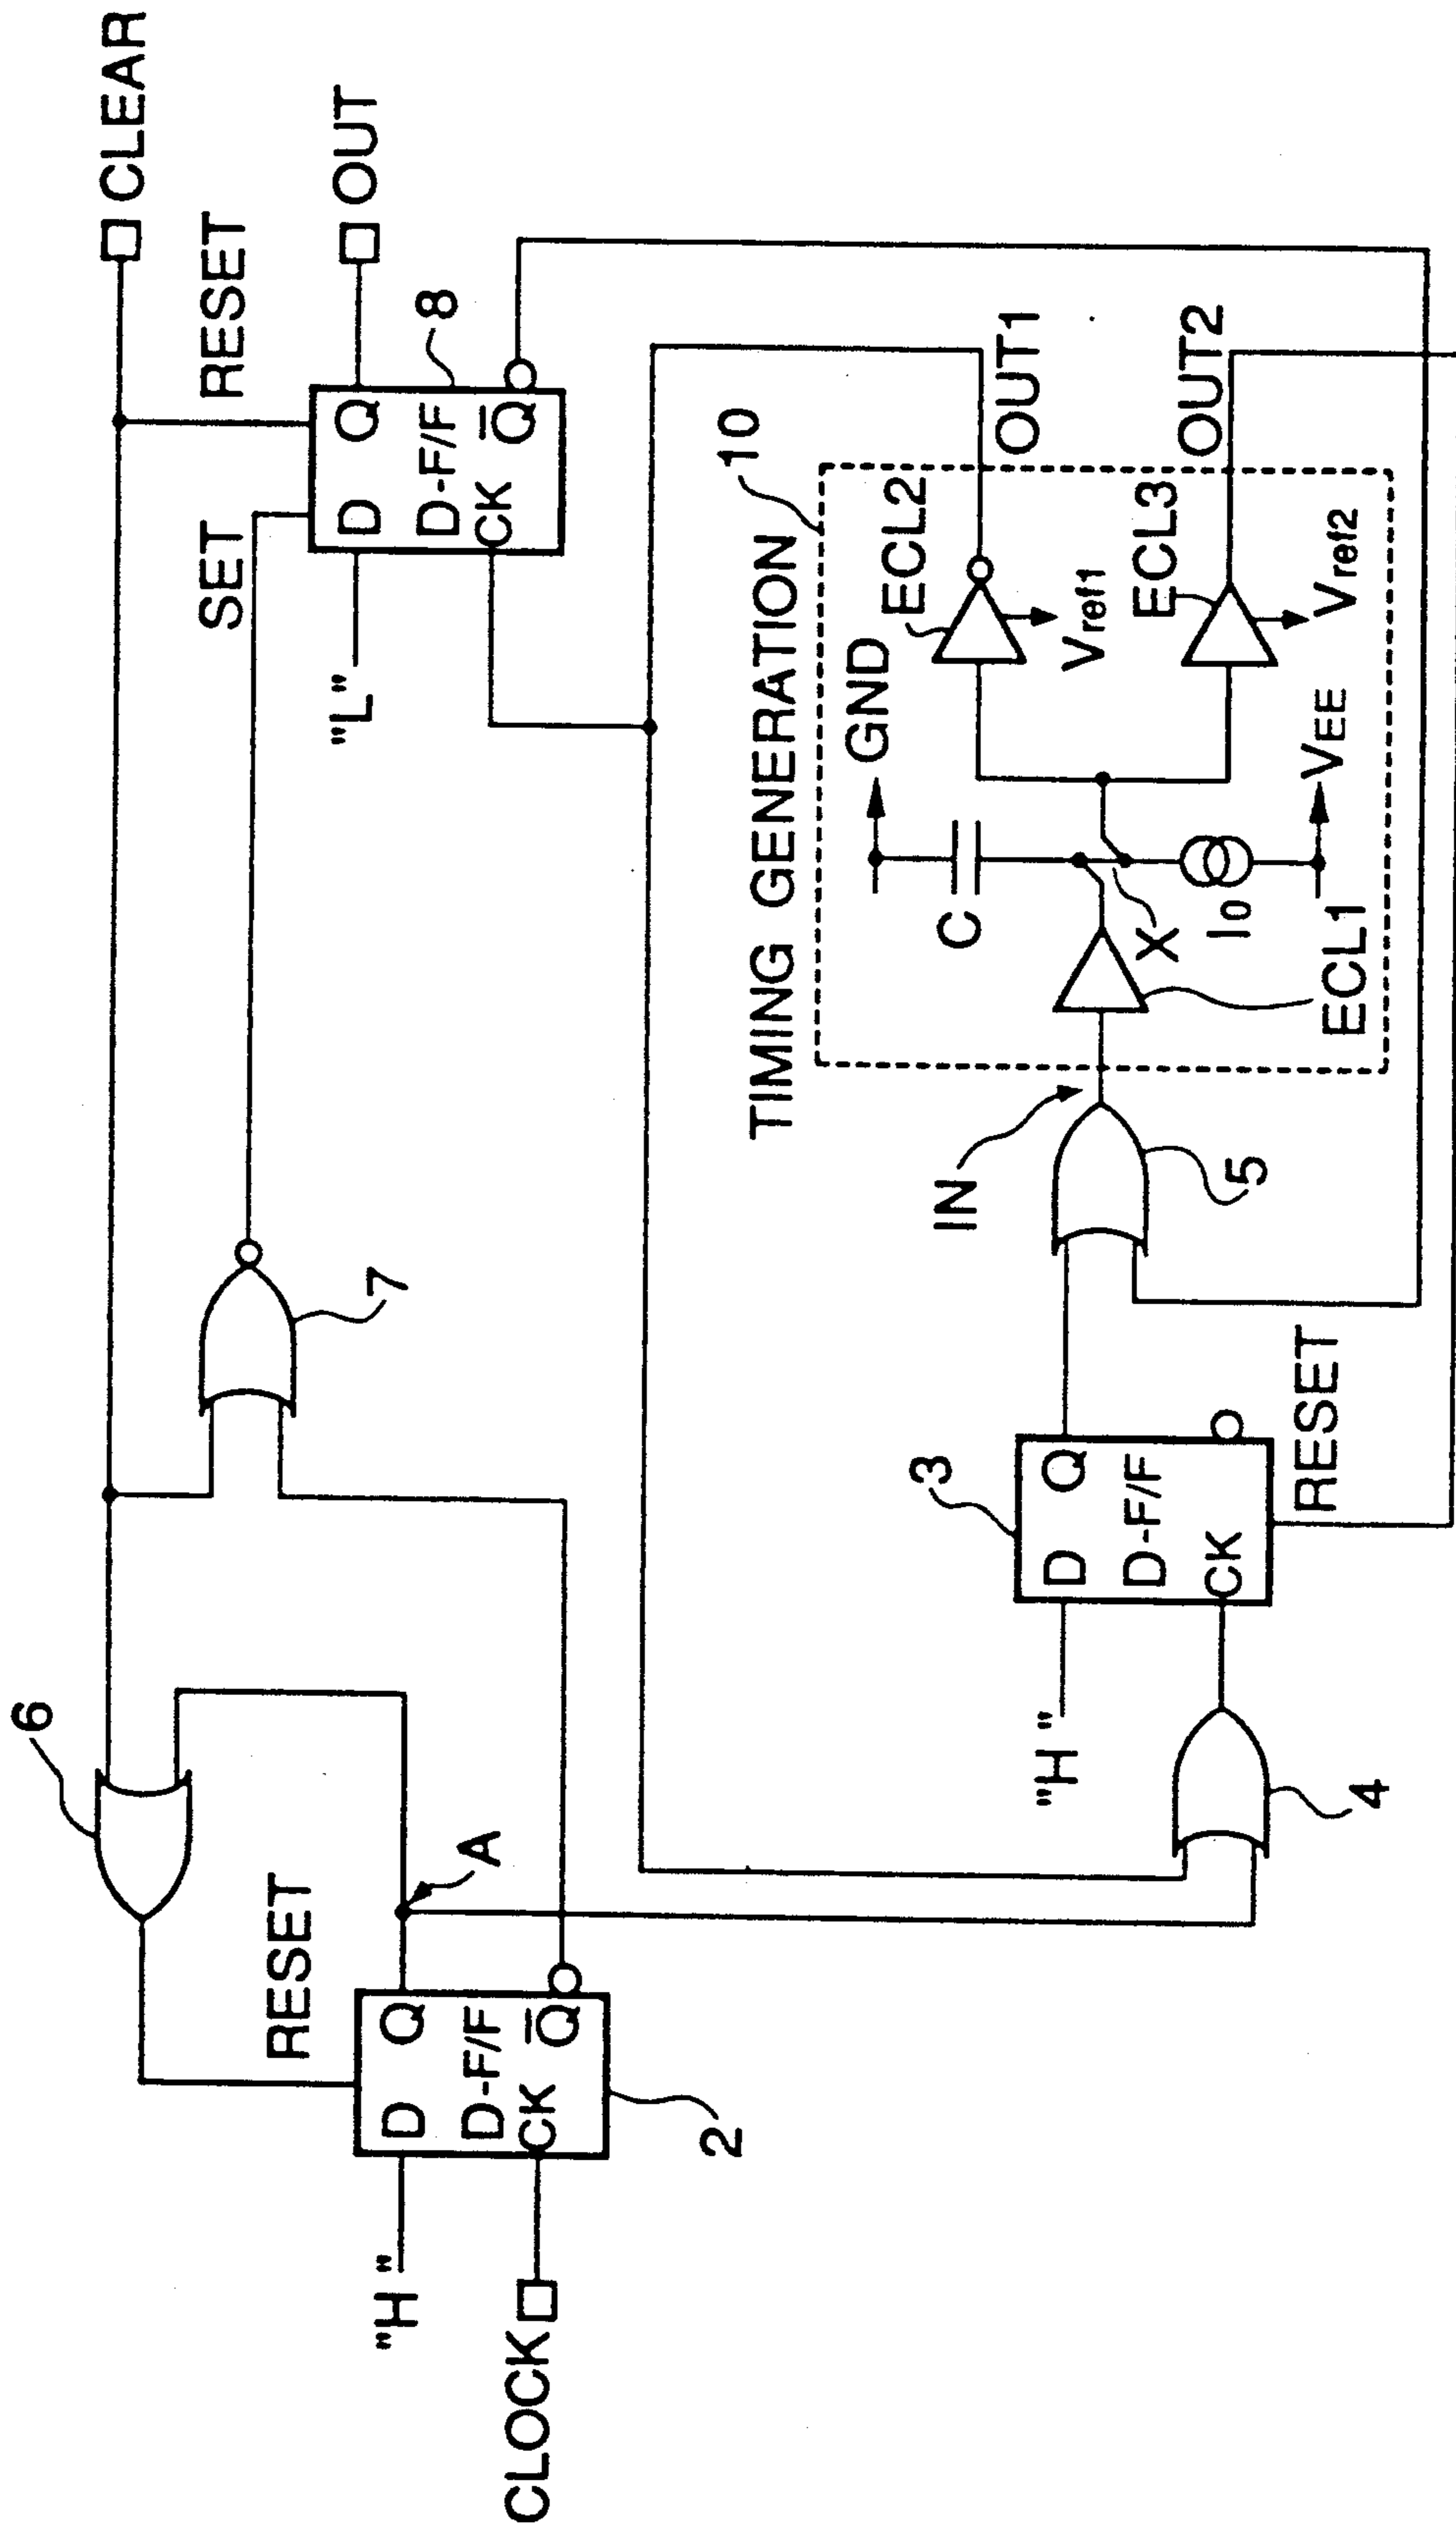 CLEAR
6
RESET
SET
RESET
7
OUT
"H"
D
Q
A
"L"
D
Q
8
D-F/F
D-F/F
CK
Q
CK
Q
CLOCK
2
TIMING GENERATION
10
GND
ECL2
IN
C
OUT1
3
Vref1
"H"
D
Q
X
ECL3
OUT2
D-F/F
I0
Vref2
CK
5
VEE
RESET
ECL1
4